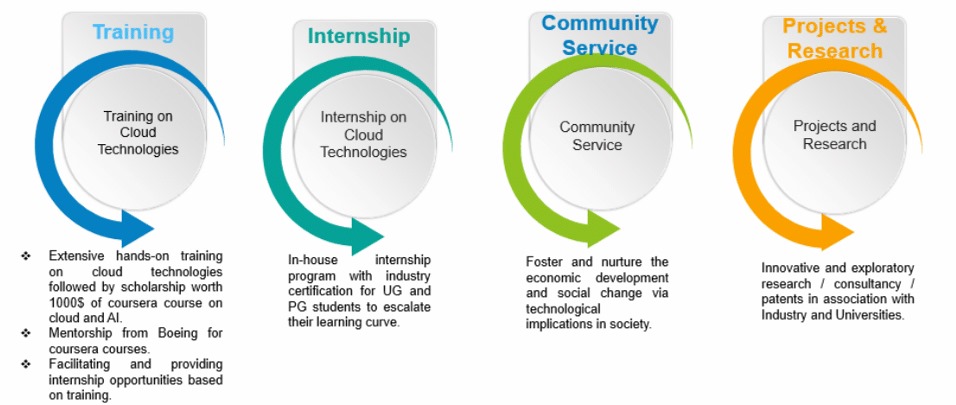 Training
Training on
Cloud
Technologies
❖ Extensive hands-on training
on cloud technologies
followed by scholarship worth
1000$ of coursera course on
cloud and AI.
❖ Mentorship from Boeing for
coursera courses.
❖ Facilitating and providing
internship opportunities based
on training.
Internship
Internship on
Cloud
Technologies
In-house internship
program with industry
certification for UG and
PG students to escalate
their learning curve.
Community
Service
Community
Service
Foster and nurture the
economic development
and social change via
technological
implications in society.
Projects &
Research
Projects and
Research
Innovative and exploratory
research / consultancy /
patents in association with
Industry and Universities.